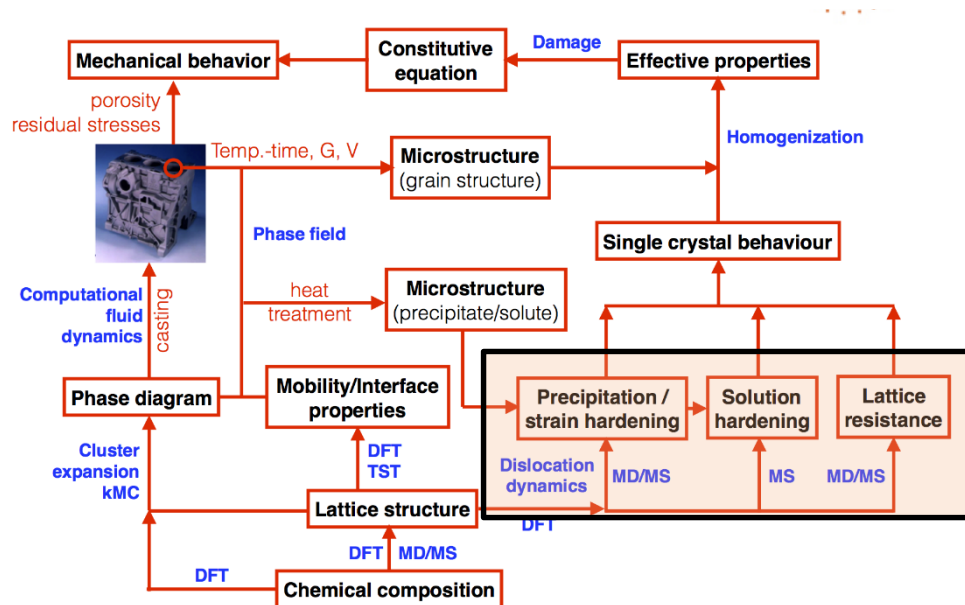 Mechanical behavior
Constitutive
equation
Damage
Effective properties
porosity
residual stresses
Homogenization
Temp.-time, G, V
Microstructure
(grain structure)
Phase field
Single crystal behaviour
Computational
fluid
dynamics
casting
heat
treatment
Microstructure
(precipitate/solute)
Phase diagram
Mobility/Interface
properties
Precipitation /
strain hardening
Solution
hardening
Lattice
resistance
Cluster
expansion
kMC
DFT
TST
Dislocation
dynamics
MD/MS
MS
MD/MS
Lattice structure
DFT
DFT
DFT
MD/MS
Chemical composition